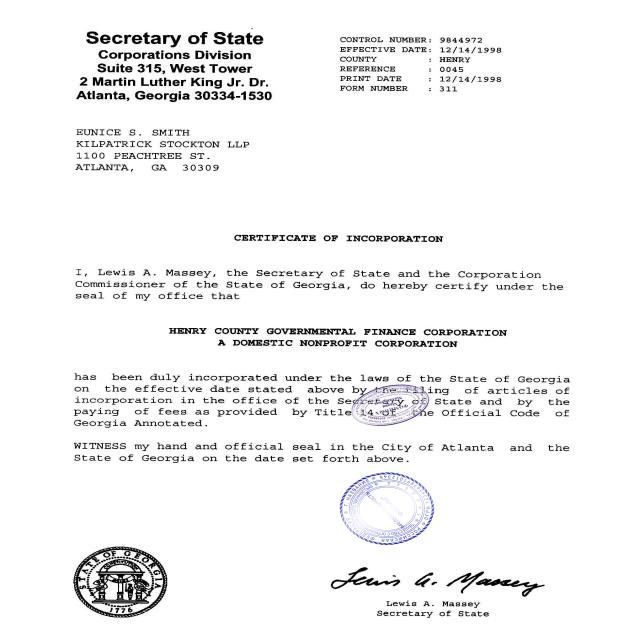 Secretary of State
Corporations Division
Suite 315, West Tower
2 Martin Luther King Jr. Dr.
Atlanta, Georgia 30334-1530
CONTROL NUMBER: 9844972
EFFECTIVE DATE: 12/14/1998
COUNTY : HENRY
REFERENCE : 0045
PRINT DATE : 12/14/1998
FORM NUMBER : 311
EUNICE S. SMITH
KILPATRICK STOCKTON LLP
1100 PEACHTREE ST.
ATLANTA, GA 30309
CERTIFICATE OF INCORPORATION
I, Lewis A. Massey, the Secretary of State and the Corporation
Commissioner of the State of Georgia, do hereby certify under the
seal of my office that
HENRY COUNTY GOVERNMENTAL FINANCE CORPORATION
A DOMESTIC NONPROFIT CORPORATION
has been duly incorporated under the laws of the State of Georgia
on the effective date stated above by the filing of articles of
incorporation in the office of the Secretary of State and by the
paying of fees as provided by Title 14 of the Official Code of
Georgia Annotated.
WITNESS my hand and official seal in the City of Atlanta and the
State of Georgia on the date set forth above.
STATE OF GEORGIA
1776
Lewis A. Massey
Lewis A. Massey
Secretary of State